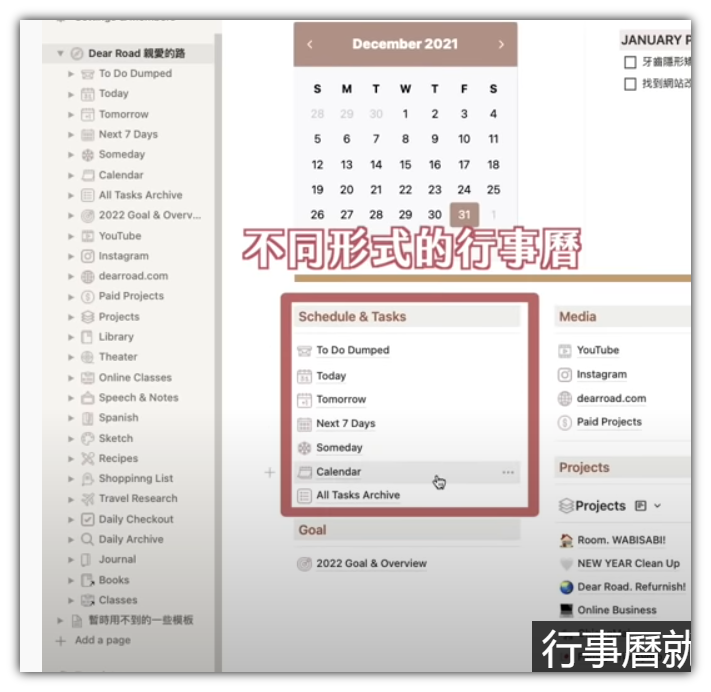 Dear Road 親愛的路
To Do Dumped
Today
Tomorrow
Next 7 Days
Someday
Calendar
All Tasks Archive
2022 Goal & Overv...
YouTube
Instagram
dearroad.com
Paid Projects
Projects
Library
Theater
Online Classes
Speech & Notes
Spanish
Sketch
Recipes
Shoppinng List
Travel Research
Daily Checkout
Daily Archive
Journal
Books
Classes
暫時用不到的一些模板
Add a page
December 2021
S M T W T F S
28 29 30 1 2 3 4
5 6 7 8 9 10 11
12 13 14 15 16 17 18
19 20 21 22 23 24 25
26 27 28 29 30 31 1
JANUARY P
牙齒隱形矯
找到網站改
不同形式的行事曆
Schedule & Tasks
To Do Dumped
Today
Tomorrow
Next 7 Days
Someday
Calendar
All Tasks Archive
Goal
2022 Goal & Overview
Media
YouTube
Instagram
dearroad.com
Paid Projects
Projects
Projects
Room. WABISABI!
NEW YEAR Clean Up
Dear Road. Refurnish!
Online Business
行事曆就